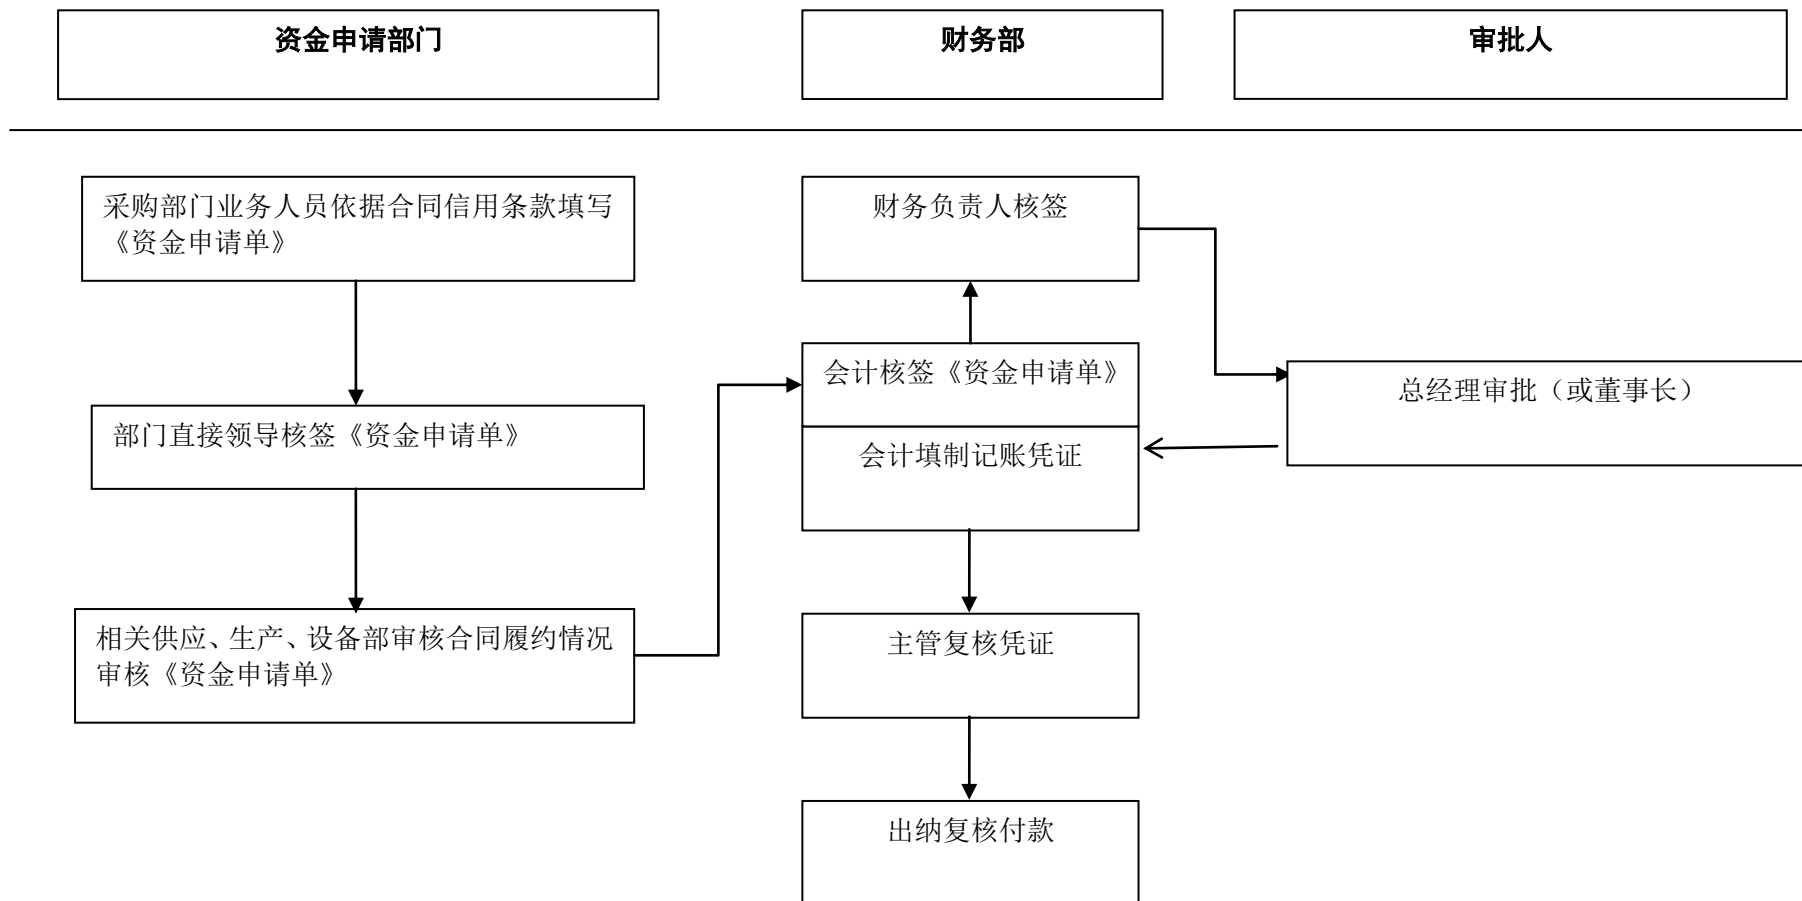 资金申请部门
财务部
审批人
采购部门业务人员依据合同信用条款填写
《资金申请单》
财务负责人核签
会计核签《资金申请单》
总经理审批（或董事长）
部门直接领导核签《资金申请单》
会计填制记账凭证
相关供应、生产、设备部审核合同履约情况
审核《资金申请单》
主管复核凭证
出纳复核付款